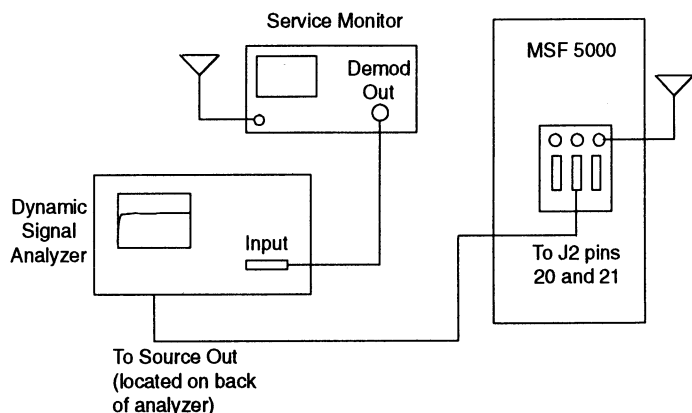 Service Monitor
Demod
Out
MSF 5000
Dynamic
Signal
Analyzer
Input
To J2 pins
20 and 21
To Source Out
(located on back
of analyzer)